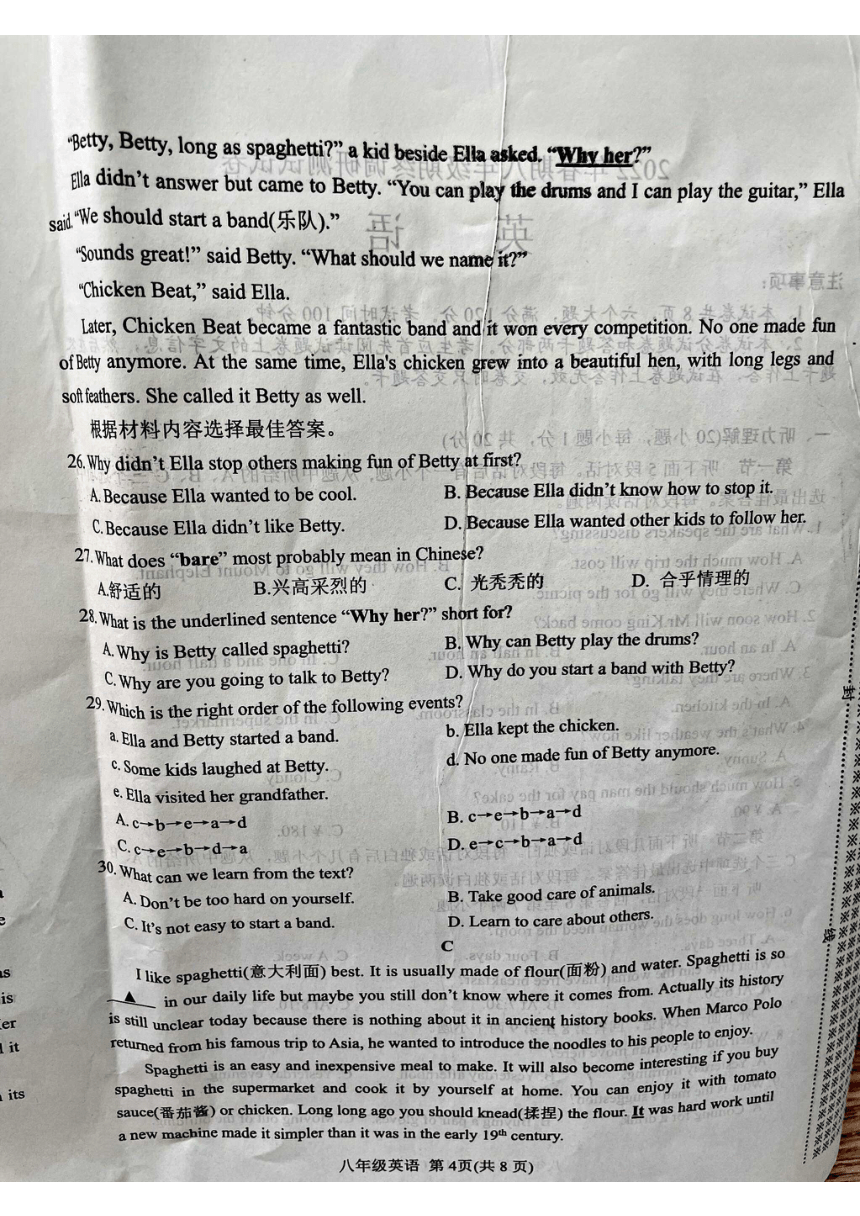 “Betty, Betty, long as spaghetti?” a kid beside Ella asked. “Why her?”
Ella didn’t answer but came to Betty. “You can play the drums and I can play the guitar,” Ella
said.“We should start a band(乐队).”
“Sounds great!” said Betty. “What should we name it?”
“Chicken Beat,” said Ella.
Later, Chicken Beat became a fantastic band and it won every competition. No one made fun
of Betty anymore. At the same time, Ella's chicken grew into a beautiful hen, with long legs and
soft feathers. She called it Betty as well.
根据材料内容选择最佳答案。
26.Why didn’t Ella stop others making fun of Betty at first?
A.Because Ella wanted to be cool. B. Because Ella didn’t know how to stop it.
C.Because Ella didn’t like Betty. D. Because Ella wanted other kids to follow her.
27.What does “bare” most probably mean in Chinese?
A.舒适的 B.兴高采烈的 C. 光秃秃的 D. 合乎情理的
28.What is the underlined sentence “Why her?” short for?
A. Why is Betty called spaghetti? B. Why can Betty play the drums?
C. Why are you going to talk to Betty? D. Why do you start a band with Betty?
29.Which is the right order of the following events?
a. Ella and Betty started a band. b. Ella kept the chicken.
c. Some kids laughed at Betty. d. No one made fun of Betty anymore.
e. Ella visited her grandfather.
A. c→b→e→a→d B. c→e→b→a→d
C. c→e→b→d→a D. e→c→b→a→d
30.What can we learn from the text?
A. Don’t be too hard on yourself. B. Take good care of animals.
C. It’s not easy to start a band. D. Learn to care about others.
C
I like spaghetti(意大利面) best. It is usually made of flour(面粉) and water. Spaghetti is so
▲ in our daily life but maybe you still don’t know where it comes from. Actually its history
is still unclear today because there is nothing about it in ancient history books. When Marco Polo
returned from his famous trip to Asia, he wanted to introduce the noodles to his people to enjoy.
Spaghetti is an easy and inexpensive meal to make. It will also become interesting if you buy
spaghetti in the supermarket and cook it by yourself at home. You can enjoy it with tomato
sauce(番茄酱) or chicken. Long long ago you should knead(揉捏) the flour. It was hard work until
a new machine made it simpler than it was in the early 19th century.
八年级英语 第 4页(共 8 页)